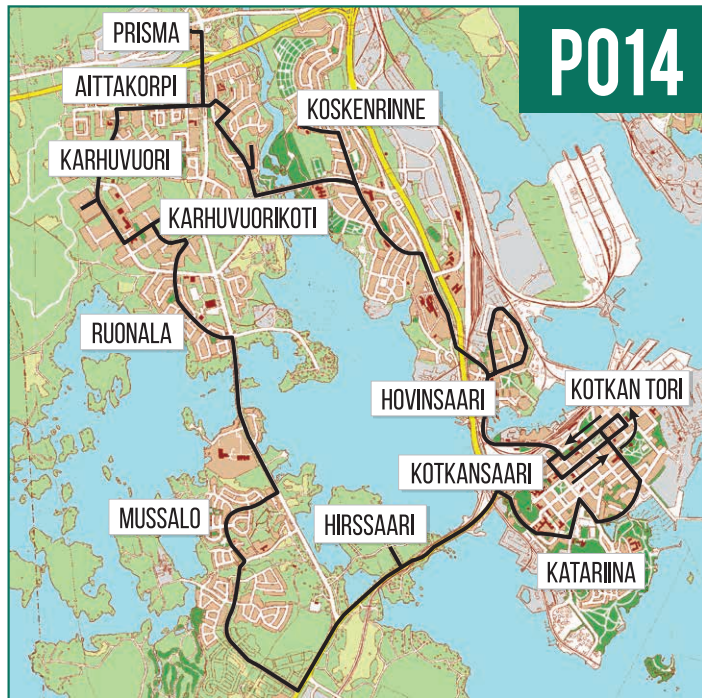 PRISMA
P014
AITTAKORPI
KOSKENRINNE
KARHUVUORI
KARHUVUORIKOTI
RUONALA
HOVINSAARI
KOTKAN TORI
KOTKANSAARI
MUSSALO
HIRSSAARI
KATARIINA